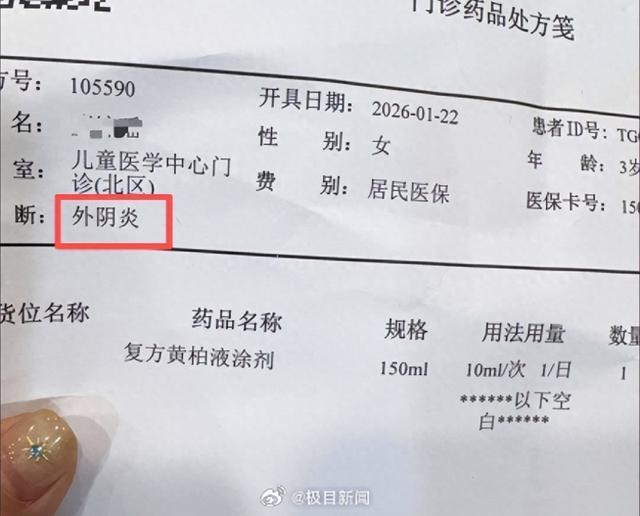 门诊药品处方笺
方号： 105590 开具日期： 2026-01-22 患者ID号： TG
名： 性 别： 女 年 龄： 3岁
室： 儿童医学中心门诊(北区) 费 别： 居民医保 医保卡号： 150
断： 外阴炎
货位名称 药品名称 规格 用法用量 数量
复方黄柏液涂剂 150ml 10ml/次 1/日 1
******以下空
白******
@极目新闻